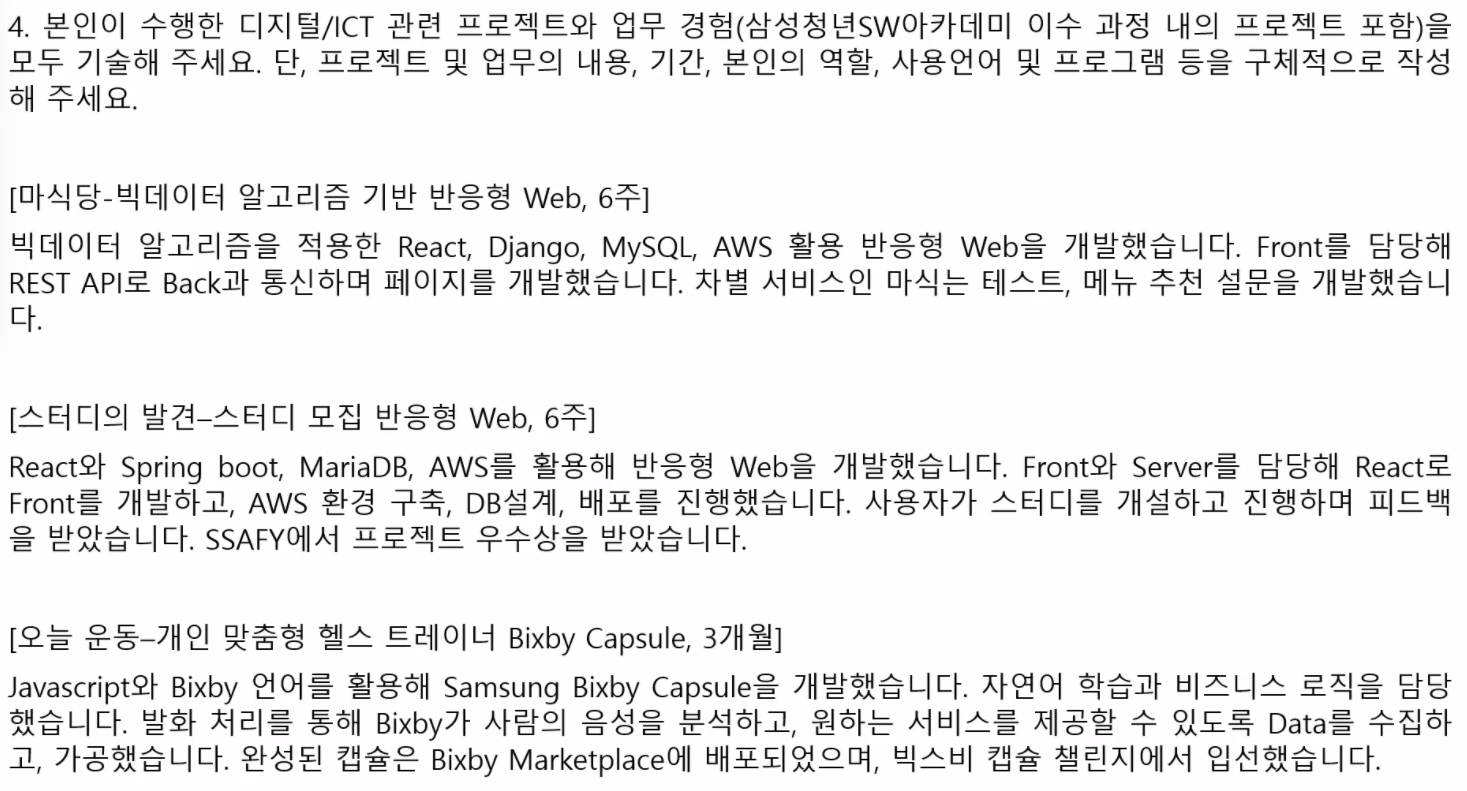 4. 본인이 수행한 디지털/ICT 관련 프로젝트와 업무 경험(삼성청년SW아카데미 이수 과정 내의 프로젝트 포함)을
모두 기술해 주세요. 단, 프로젝트 및 업무의 내용, 기간, 본인의 역할, 사용언어 및 프로그램 등을 구체적으로 작성
해 주세요.
[마식당-빅데이터 알고리즘 기반 반응형 Web, 6주]
빅데이터 알고리즘을 적용한 React, Django, MySQL, AWS 활용 반응형 Web을 개발했습니다. Front를 담당해
REST API로 Back과 통신하며 페이지를 개발했습니다. 차별 서비스인 마식는 테스트, 메뉴 추천 설문을 개발했습니
다.
[스터디의 발견–스터디 모집 반응형 Web, 6주]
React와 Spring boot, MariaDB, AWS를 활용해 반응형 Web을 개발했습니다. Front와 Server를 담당해 React로
Front를 개발하고, AWS 환경 구축, DB설계, 배포를 진행했습니다. 사용자가 스터디를 개설하고 진행하며 피드백
을 받았습니다. SSAFY에서 프로젝트 우수상을 받았습니다.
[오늘 운동–개인 맞춤형 헬스 트레이너 Bixby Capsule, 3개월]
Javascript와 Bixby 언어를 활용해 Samsung Bixby Capsule을 개발했습니다. 자연어 학습과 비즈니스 로직을 담당
했습니다. 발화 처리를 통해 Bixby가 사람의 음성을 분석하고, 원하는 서비스를 제공할 수 있도록 Data를 수집하
고, 가공했습니다. 완성된 캡슐은 Bixby Marketplace에 배포되었으며, 빅스비 캡슐 챌린지에서 입선했습니다.